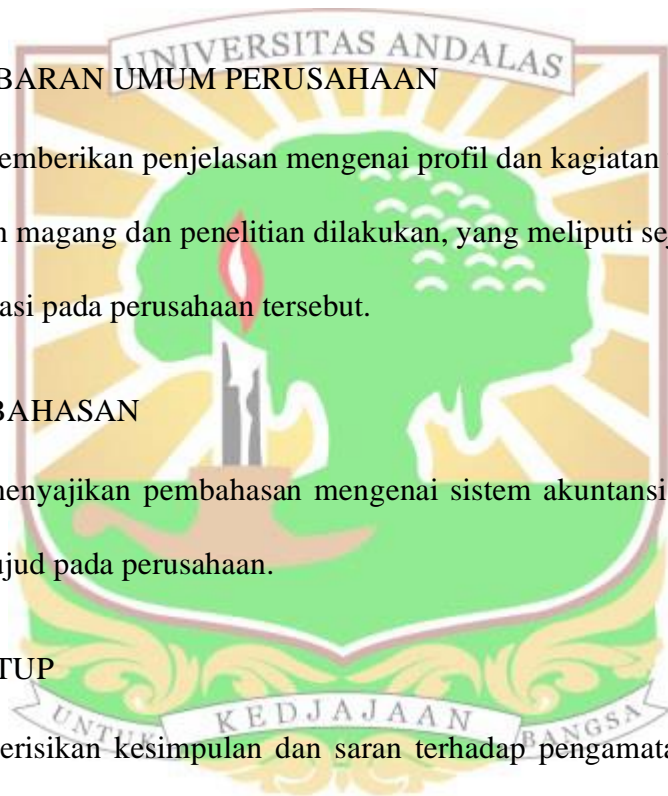 UNIVERSITAS ANDALAS
BARAN UMUM PERUSAHAAN
emberikan penjelasan mengenai profil dan kagiatan
n magang dan penelitian dilakukan, yang meliputi sej
asi pada perusahaan tersebut.
BAHASAN
menyajikan pembahasan mengenai sistem akuntansi
ujud pada perusahaan.
TUP
UNTUK KEDJAJAAN BANGSA
erisikan kesimpulan dan saran terhadap pengamata